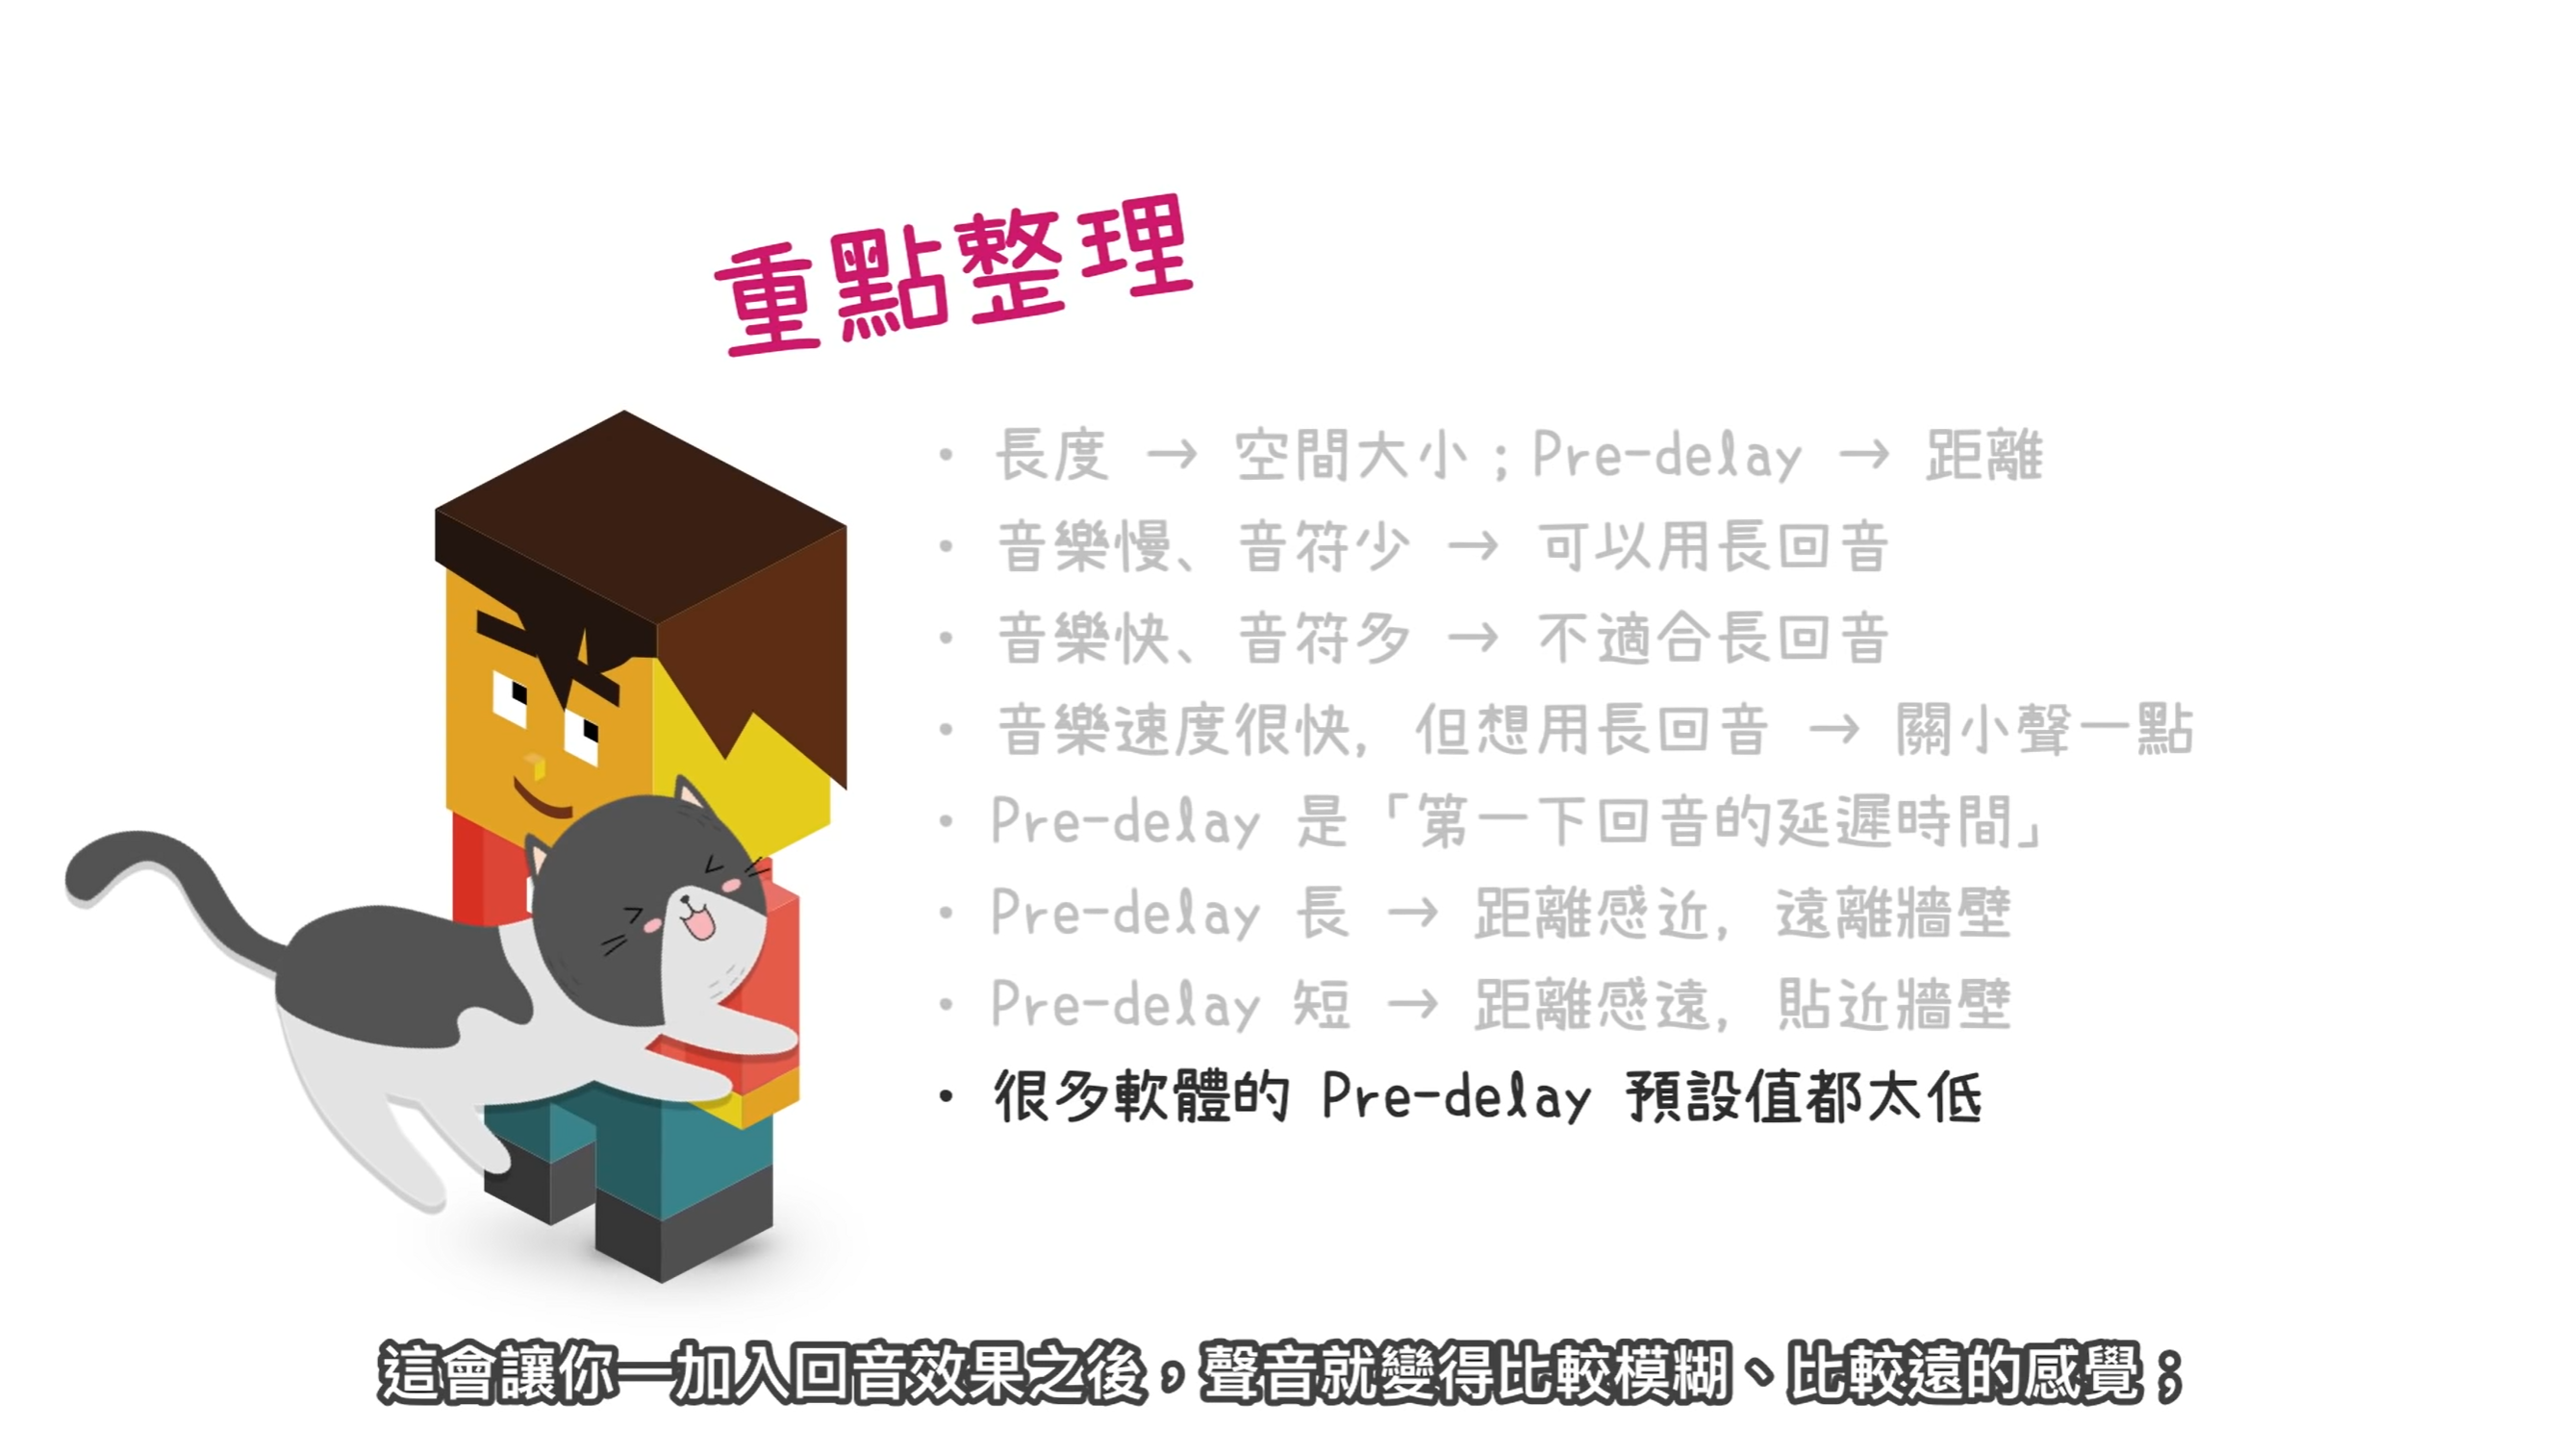 重點整理
• 長度 → 空間大小；Pre-delay → 距離
• 音樂慢、音符少 → 可以用長回音
• 音樂快、音符多 → 不適合長回音
• 音樂速度很快，但想用長回音 → 關小聲一點
• Pre-delay 是「第一下回音的延遲時間」
• Pre-delay 長 → 距離感近，遠離牆壁
• Pre-delay 短 → 距離感遠，貼近牆壁
• 很多軟體的 Pre-delay 預設值都太低
這會讓你一加入回音效果之後，聲音就變得比較模糊、比較遠的感覺；